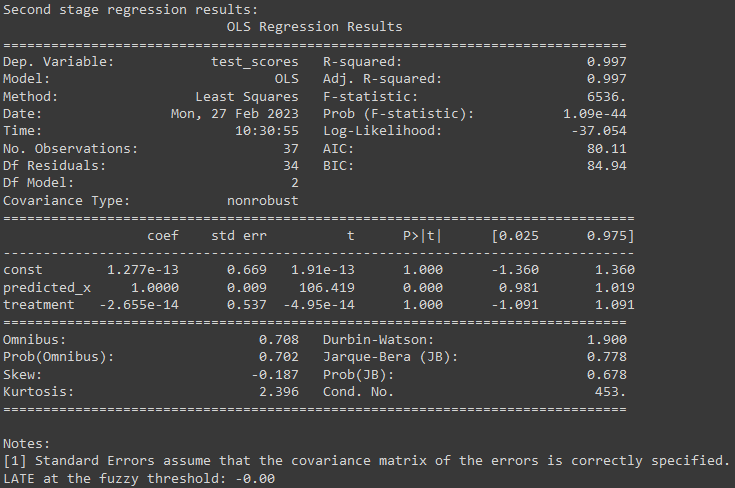 Second stage regression results:
OLS Regression Results
==============================================================================
Dep. Variable: test_scores R-squared: 0.997
Model: OLS Adj. R-squared: 0.997
Method: Least Squares F-statistic: 6536.
Date: Mon, 27 Feb 2023 Prob (F-statistic): 1.09e-44
Time: 10:30:55 Log-Likelihood: -37.054
No. Observations: 37 AIC: 80.11
Df Residuals: 34 BIC: 84.94
Df Model: 2
Covariance Type: nonrobust
===============================================================================
coef std err t P>|t| [0.025 0.975]
-------------------------------------------------------------------------------
const 1.277e-13 0.669 1.91e-13 1.000 -1.360 1.360
predicted_x 1.0000 0.009 106.419 0.000 0.981 1.019
treatment -2.655e-14 0.537 -4.95e-14 1.000 -1.091 1.091
==============================================================================
Omnibus: 0.708 Durbin-Watson: 1.900
Prob(Omnibus): 0.702 Jarque-Bera (JB): 0.778
Skew: -0.187 Prob(JB): 0.678
Kurtosis: 2.396 Cond. No. 453.
==============================================================================
Notes:
[1] Standard Errors assume that the covariance matrix of the errors is correctly specified.
LATE at the fuzzy threshold: -0.00